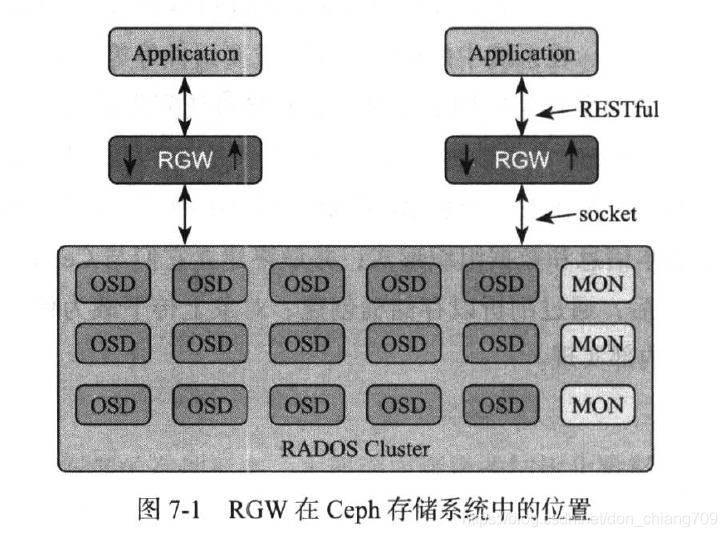 Application Application
RESTful
RGW RGW
socket
OSD OSD OSD OSD OSD MON
OSD OSD OSD OSD OSD MON
OSD OSD OSD OSD OSD MON
RADOS Cluster
图 7-1 RGW 在 Ceph 存储系统中的位置
https://blog.csdn.net/don_chiang709